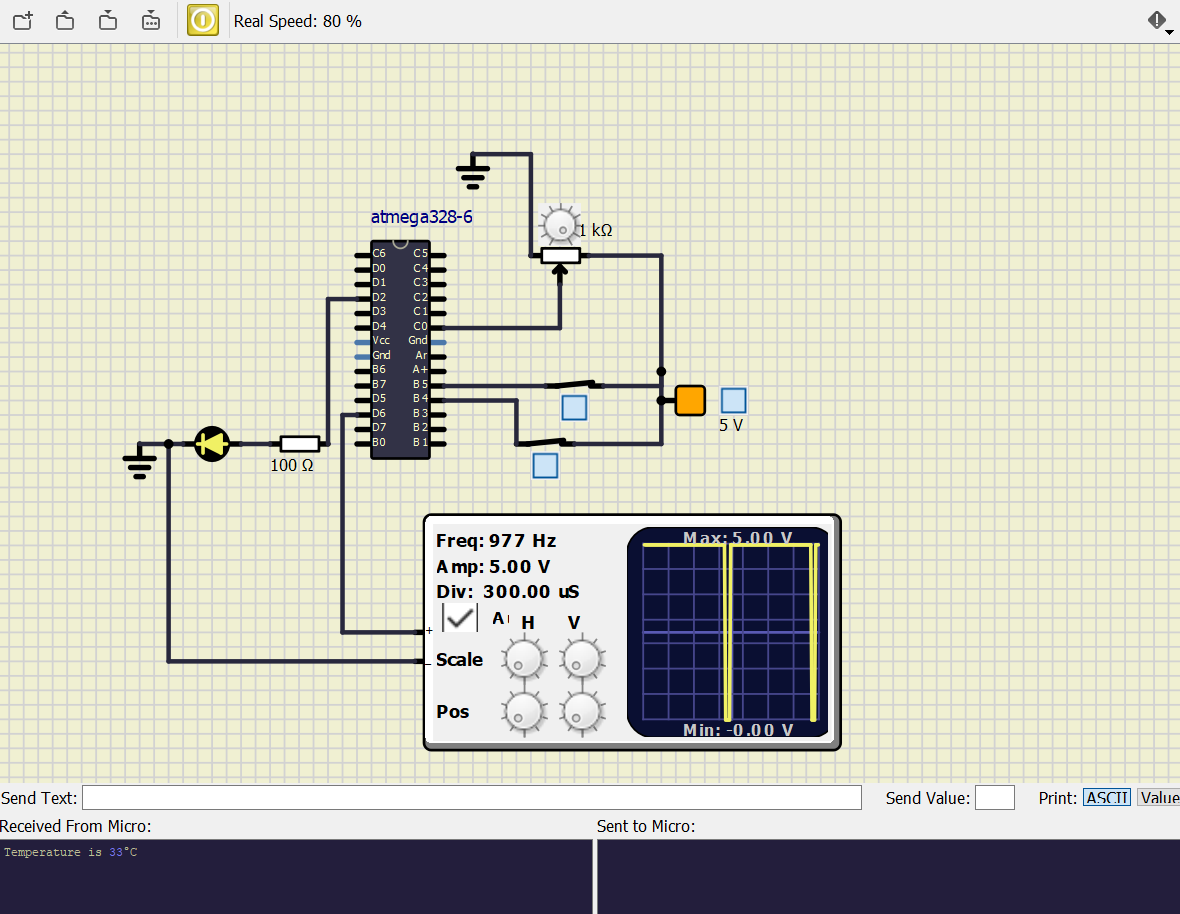 Real Speed: 80 %
atmega328-6
1 kΩ
C6 C5
D0 C4
D1 C3
D2 C2
D3 C1
D4 C0
Vcc Gnd
Gnd Ar
B6 A+
B7 B5
D5 B4
D6 B3
D7 B2
B0 B1
5 V
100 Ω
Freq: 977 Hz
Amp: 5.00 V
Div: 300.00 uS
H V
+
-
Scale
Pos
Max: 5.00 V
Min: -0.00 V
Send Text: Send Value: Print: ASCII Value
Received From Micro: Sent to Micro:
Temperature is 33°C